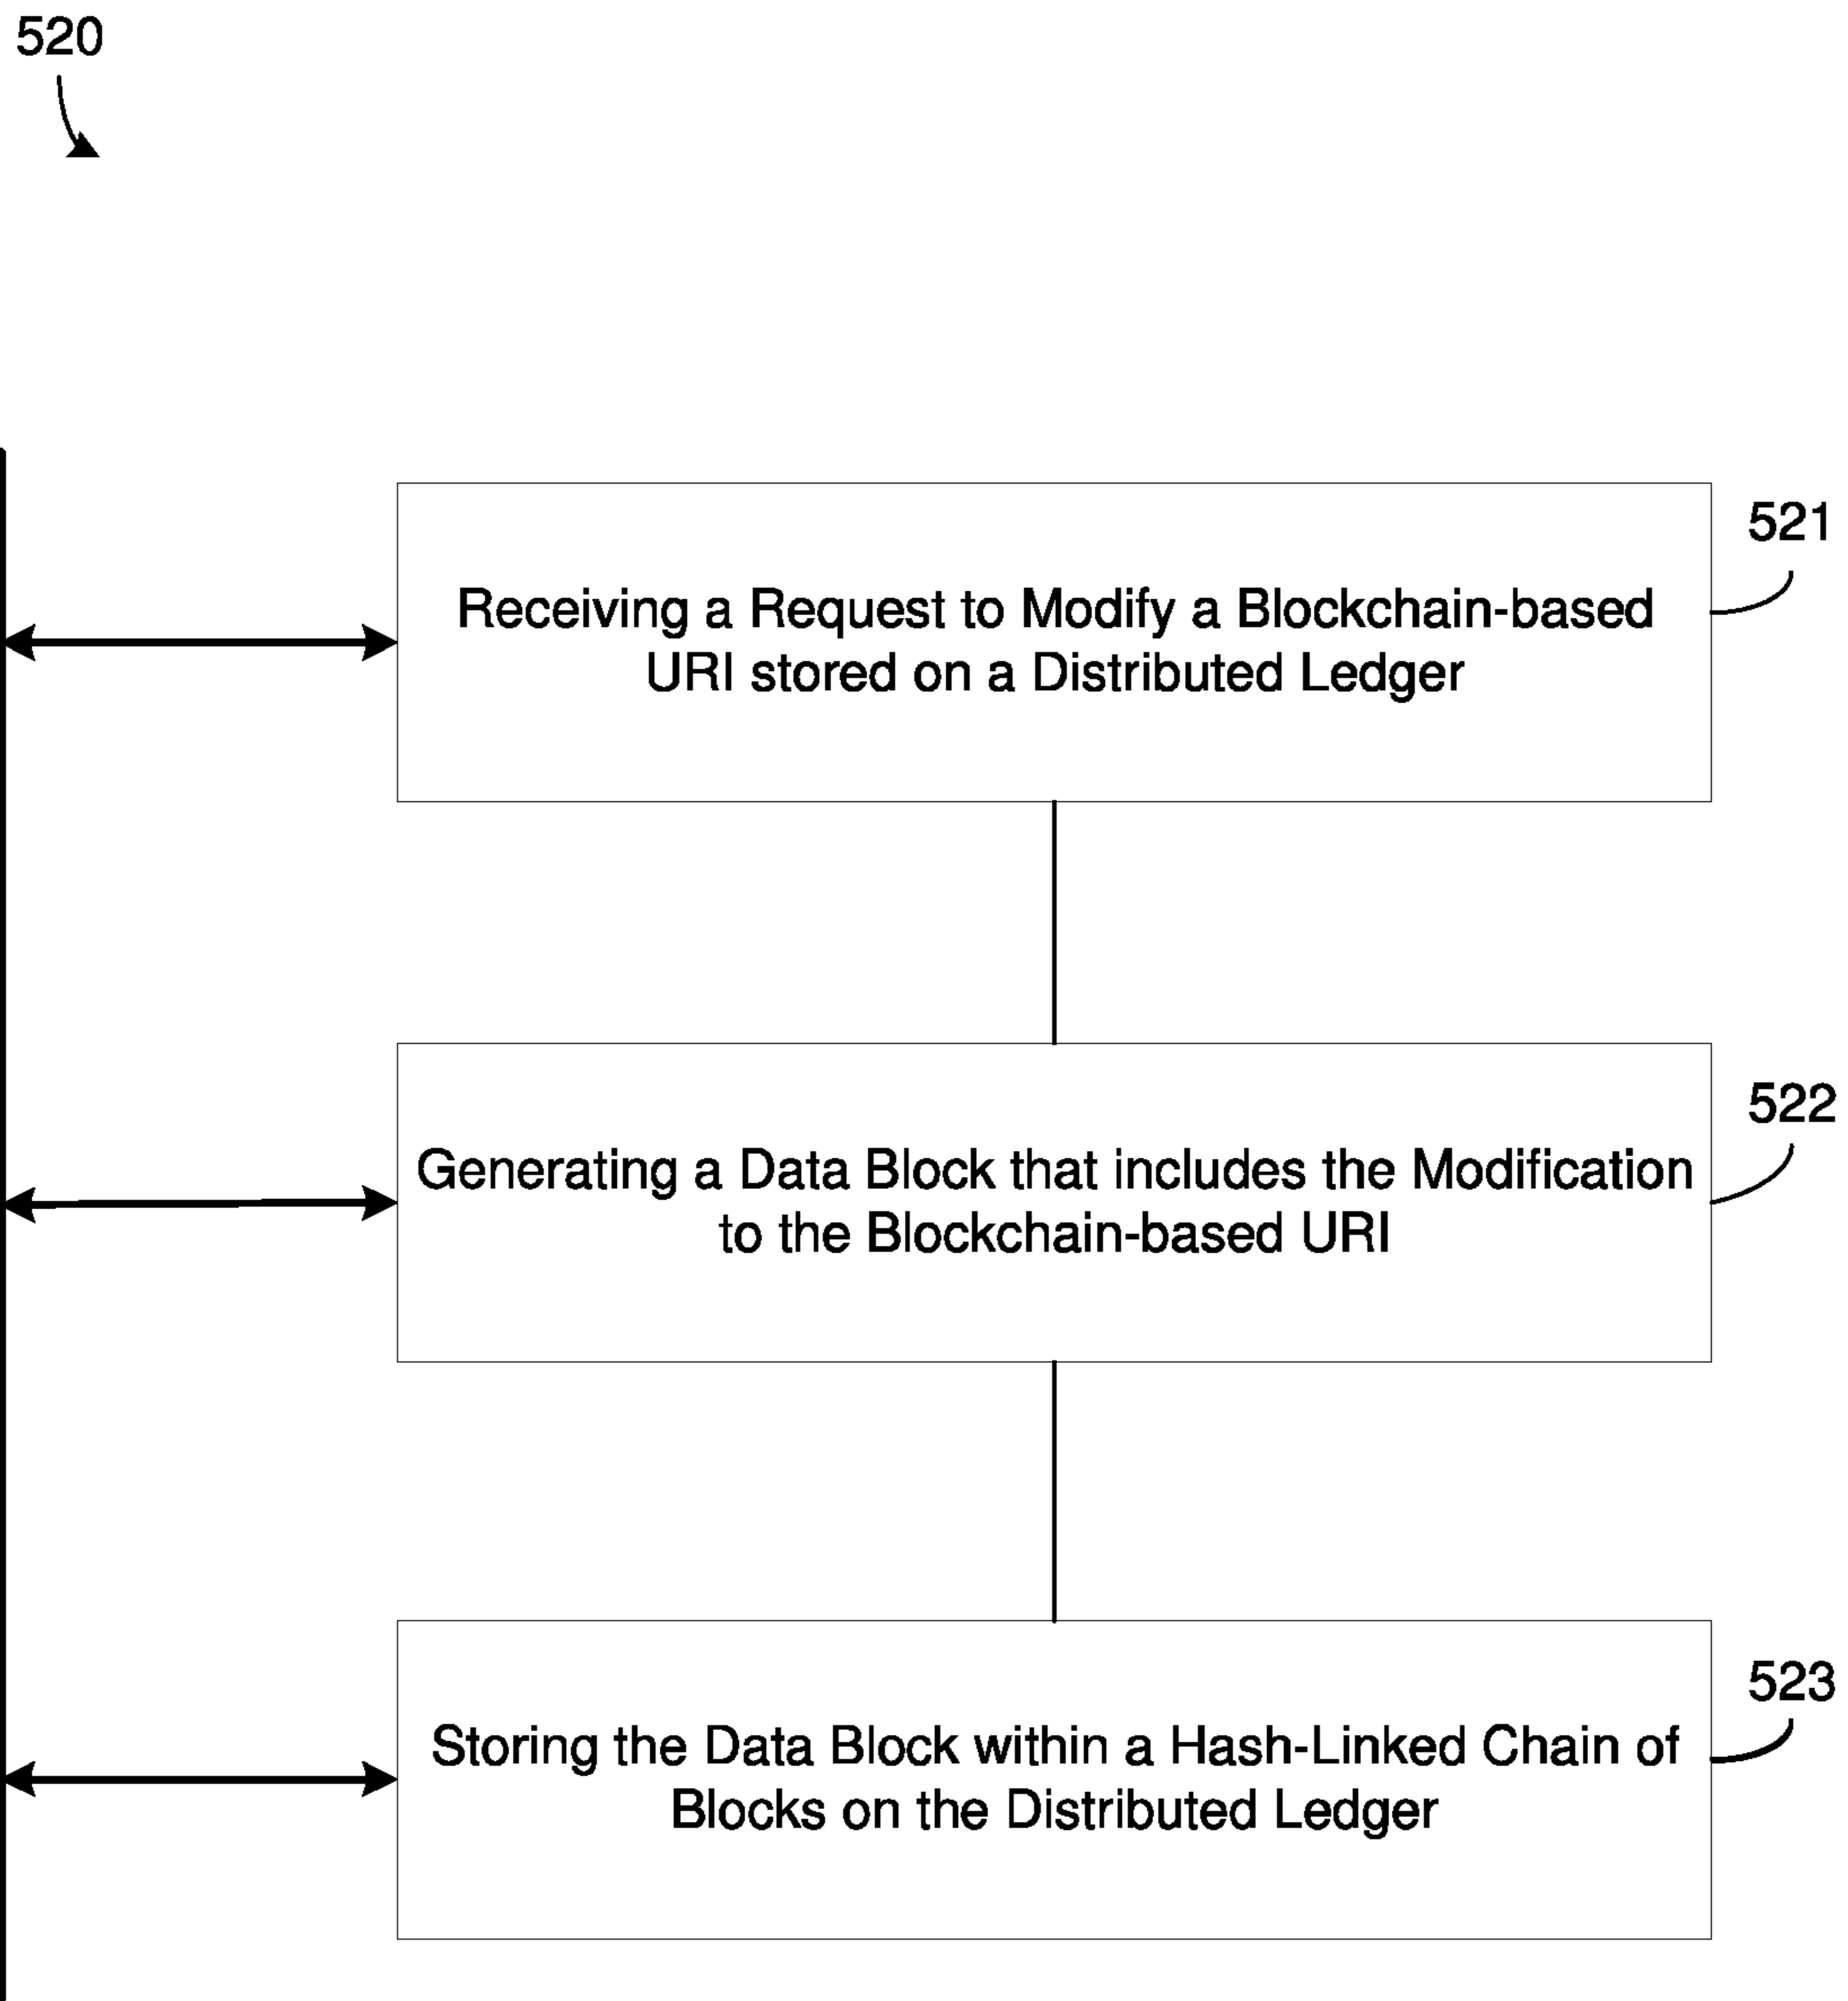 520
521
Receiving a Request to Modify a Blockchain-based
URI stored on a Distributed Ledger
522
Generating a Data Block that includes the Modification
to the Blockchain-based URI
523
Storing the Data Block within a Hash-Linked Chain of
Blocks on the Distributed Ledger